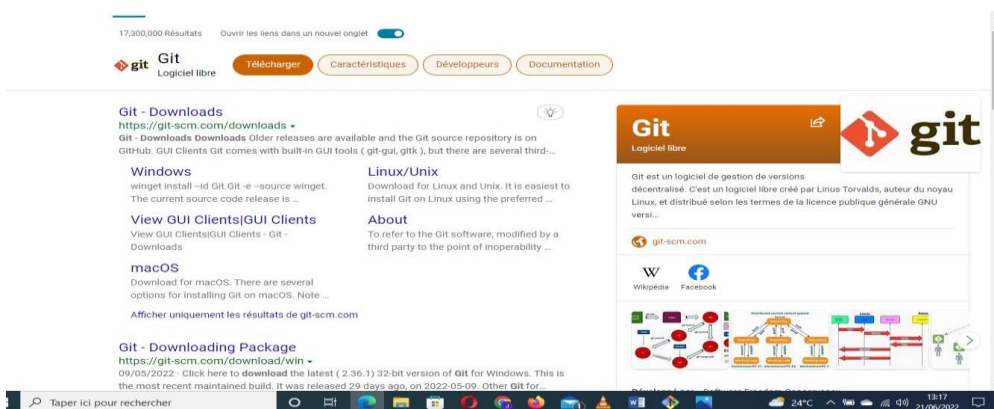 17,300,000 Résultats Ouvrir les liens dans un nouvel onglet
git Git
Logiciel libre
Télécharger Caractéristiques Développeurs Documentation
Git - Downloads
https://git-scm.com/downloads
Git - Downloads Downloads Older releases are available and the Git source repository is on
GitHub. GUI Clients Git comes with built-in GUI tools ( git-gui, gitk ), but there are several third-...
Windows
winget install –id Git.Git -e –source winget.
The current source code release is ...
Linux/Unix
Download for Linux and Unix. It is easiest to
install Git on Linux using the preferred ...
View GUI Clients|GUI Clients
View GUI Clients|GUI Clients - Git -
Downloads
About
To refer to the Git software, modified by a
third party to the point of inoperability ...
macOS
Download for macOS. There are several
options for installing Git on macOS. Note ...
Afficher uniquement les résultats de git-scm.com
Git - Downloading Package
https://git-scm.com/download/win
09/05/2022 · Click here to download the latest ( 2.36.1) 32-bit version of Git for Windows. This is
the most recent maintained build. It was released 29 days ago, on 2022-05-09. Other Git for...
Git
Logiciel libre
git
Git est un logiciel de gestion de versions
décentralisé. C'est un logiciel libre créé par Linus Torvalds, auteur du noyau
Linux, et distribué selon les termes de la licence publique générale GNU
versi...
git-scm.com
W
Wikipédia Facebook
Taper ici pour rechercher
24°C
13:17
21/06/2022